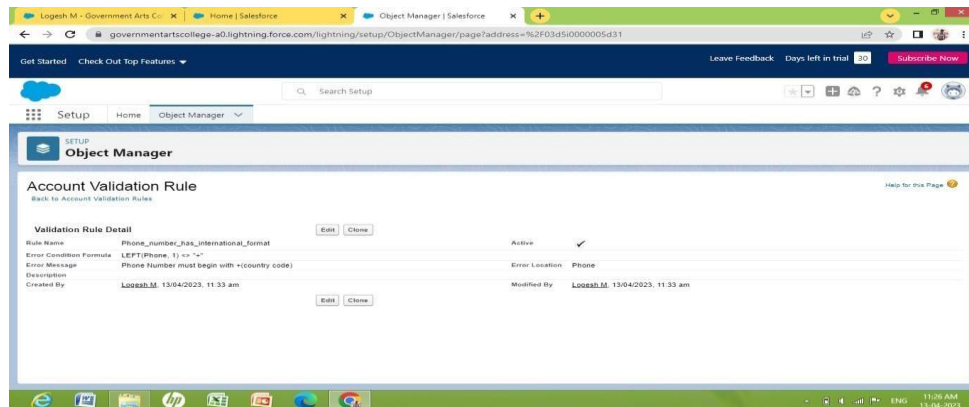 Logesh M - Government Arts Co
Home | Salesforce
Object Manager | Salesforce
governmentartscollege-a0.lightning.force.com/lightning/setup/ObjectManager/page?address=%2F03d5i0000005d31
Get Started Check Out Top Features
Leave Feedback Days left in trial 30 Subscribe Now
Search Setup
Setup Home Object Manager
SETUP
Object Manager
Account Validation Rule
Help for this Page
Back to Account Validation Rules
Validation Rule Detail Edit Clone
Rule Name Phone_number_has_international_format Active ✓
Error Condition Formula LEFT(Phone, 1) <> "+"
Error Message Phone Number must begin with +(country code) Error Location Phone
Description
Created By Logesh M, 13/04/2023, 11:33 am Modified By Logesh M, 13/04/2023, 11:33 am
Edit Clone
hp
ENG 11:26 AM
13-04-2023